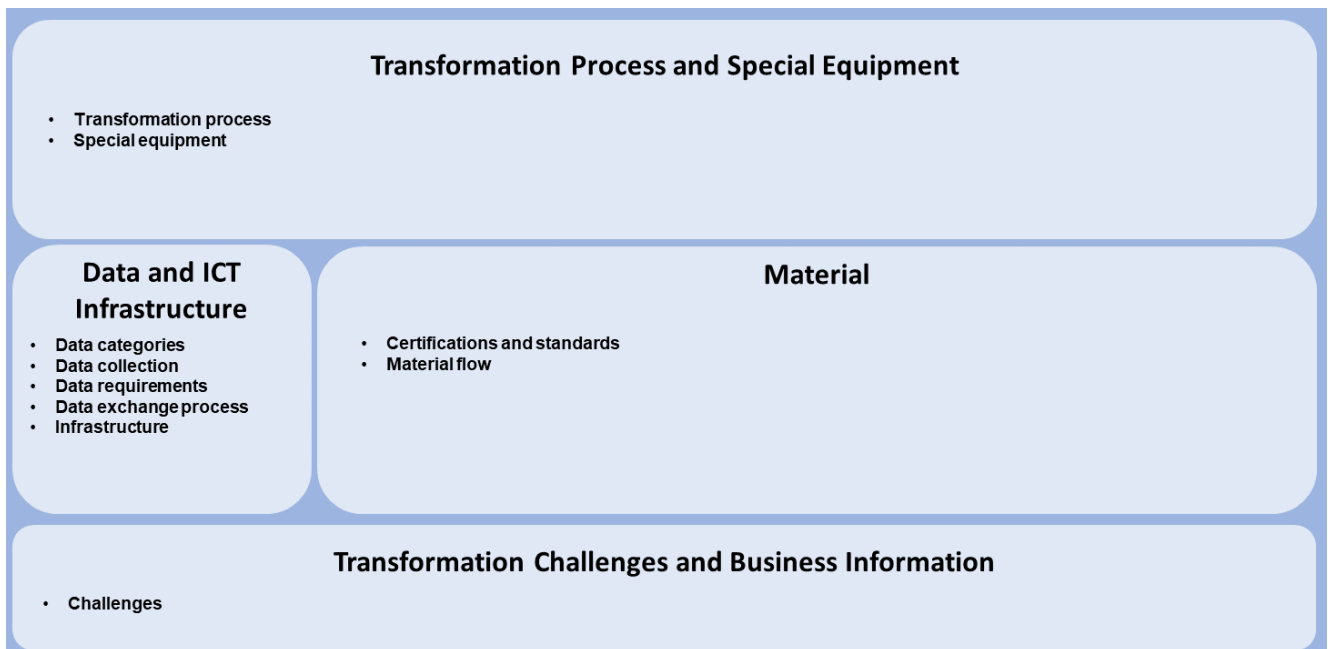 Transformation Process and Special Equipment
• Transformation process
• Special equipment
Data and ICT
Infrastructure
• Data categories
• Data collection
• Data requirements
• Data exchange process
• Infrastructure
Material
• Certifications and standards
• Material flow
Transformation Challenges and Business Information
• Challenges